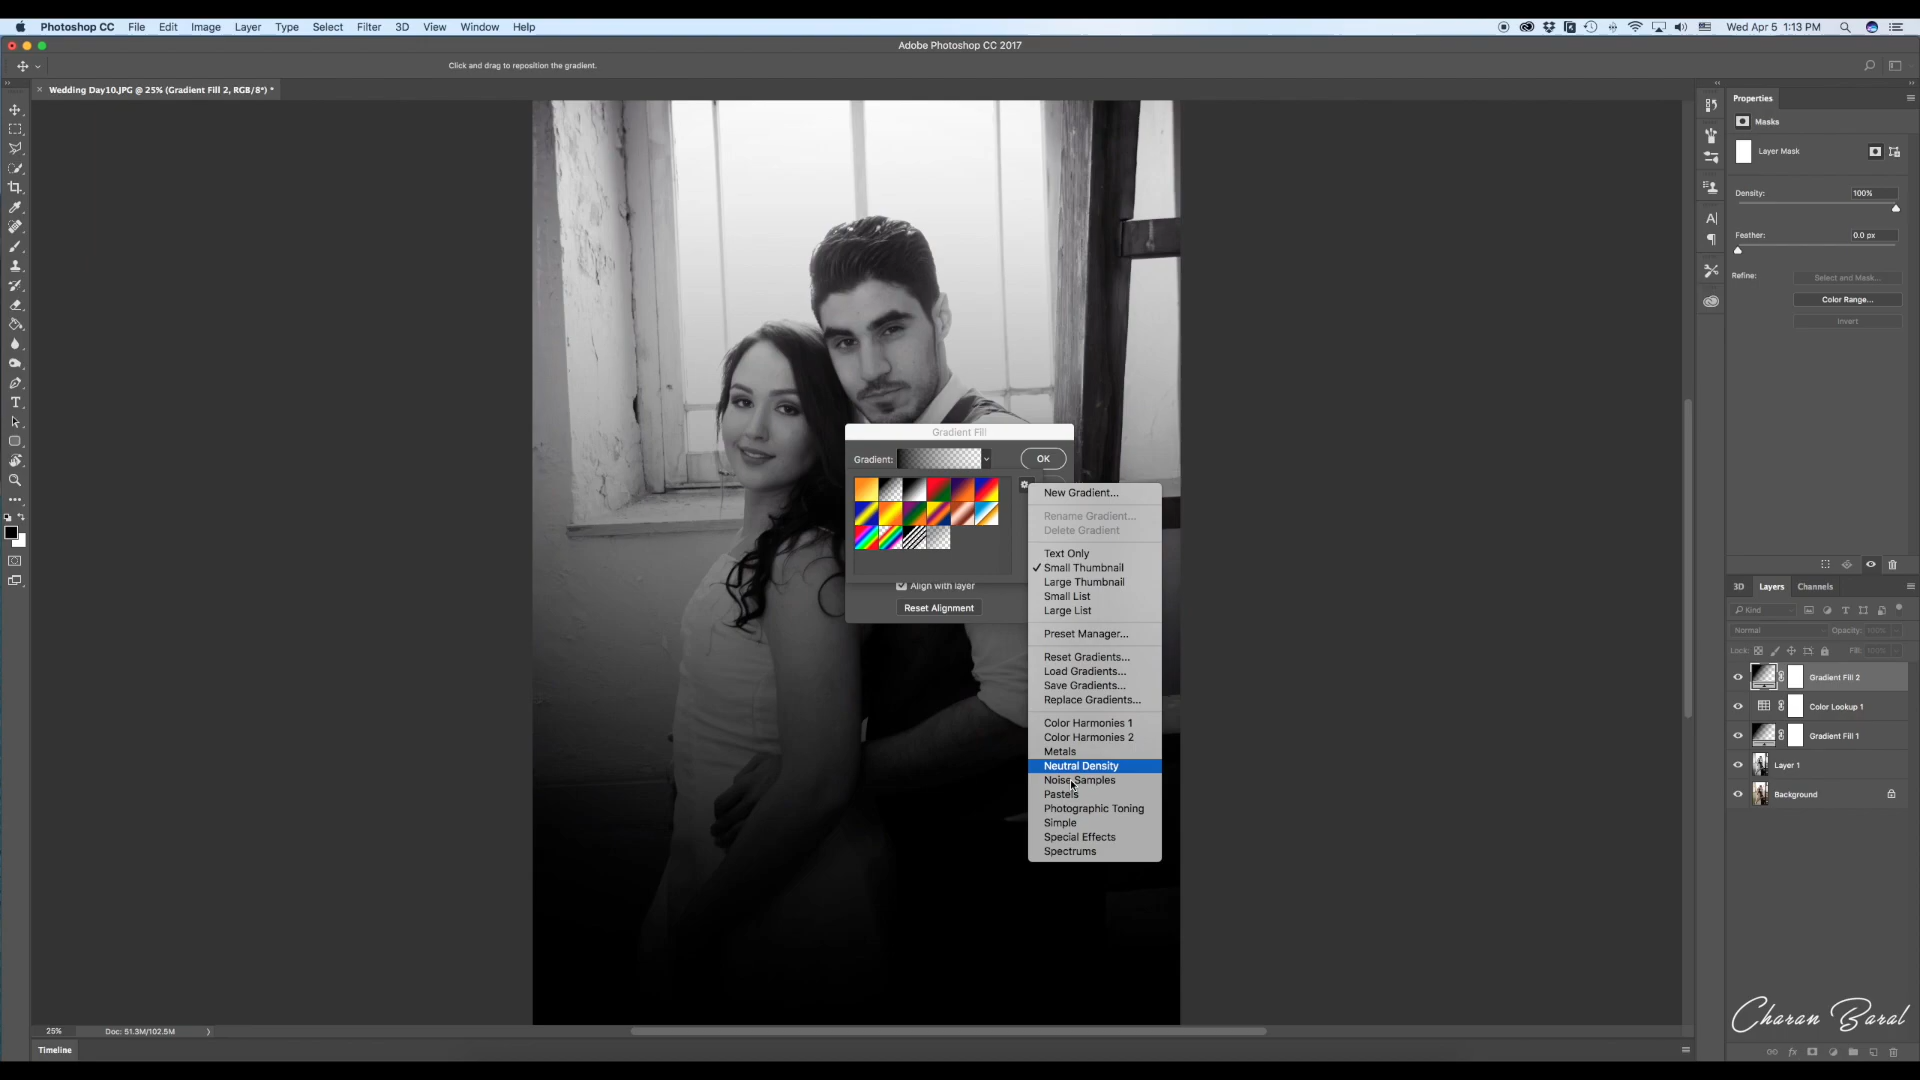 Photoshop CC File Edit Image Layer Type Select Filter 3D View Window Help Wed Apr 5 1:13 PM
Adobe Photoshop CC 2017
Click and drag to reposition the gradient.
× Wedding Day10.JPG @ 25% (Gradient Fill 2, RGB/8*) *
Properties
Masks
Layer Mask
Density: 100%
Feather: 0.0 px
Refine: Select and Mask...
Color Range...
Invert
Gradient Fill
Gradient: OK
Align with layer
Reset Alignment
New Gradient...
Rename Gradient...
Delete Gradient
Text Only
✓ Small Thumbnail
Large Thumbnail
Small List
Large List
Preset Manager...
Reset Gradients...
Load Gradients...
Save Gradients...
Replace Gradients...
Color Harmonies 1
Color Harmonies 2
Metals
Neutral Density
Noise Samples
Pastels
Photographic Toning
Simple
Special Effects
Spectrums
3D Layers Channels
Kind
Normal Opacity: 100%
Lock: Fill: 100%
Gradient Fill 2
Color Lookup 1
Gradient Fill 1
Layer 1
Background
Charan Baral
25% Doc: 51.3M/102.5M
Timeline